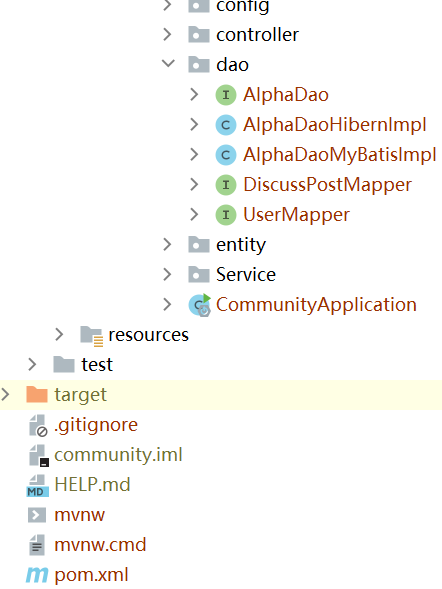 config
controller
dao
I AlphaDao
C AlphaDaoHibernImpl
C AlphaDaoMyBatisImpl
I DiscussPostMapper
I UserMapper
entity
Service
C CommunityApplication
resources
test
target
.gitignore
community.iml
MD HELP.md
mvnw
mvnw.cmd
m pom.xml